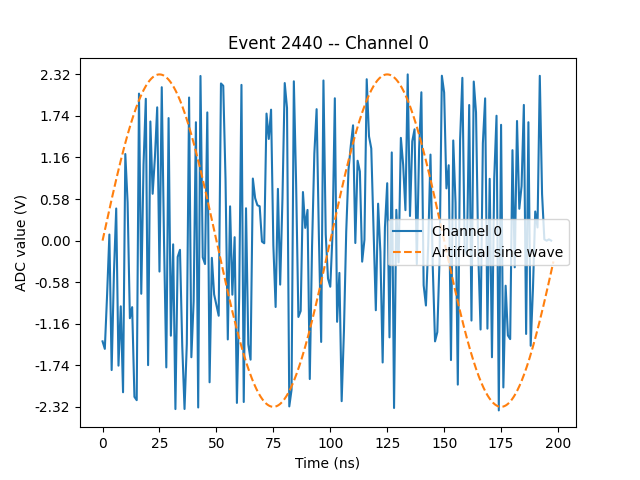 Event 2440 -- Channel 0
ADC value (V)
2.32
1.74
1.16
0.58
0.00
-0.58
-1.16
-1.74
-2.32
Channel 0
Artificial sine wave
0 25 50 75 100 125 150 175 200
Time (ns)